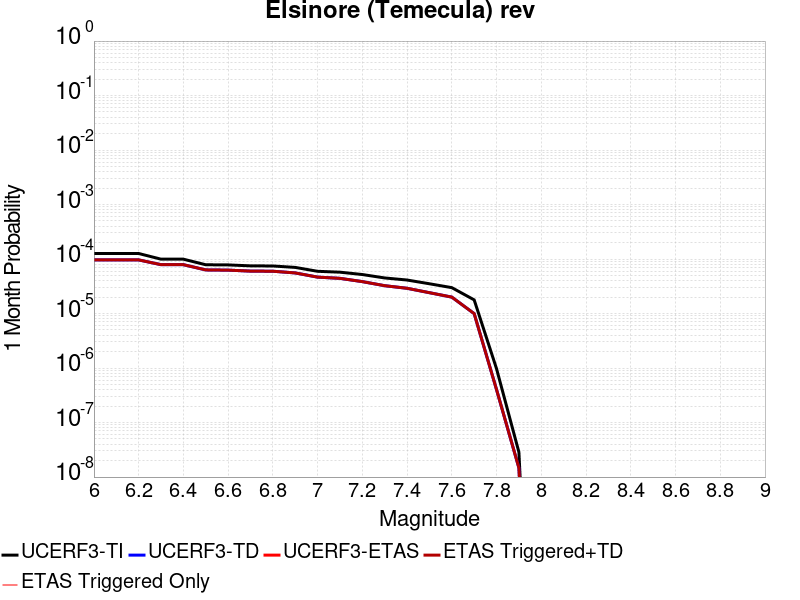 Elsinore (Temecula) rev
10^0
10^-1
10^-2
10^-3
10^-4
10^-5
10^-6
10^-7
10^-8
1 Month Probability
6 6.2 6.4 6.6 6.8 7 7.2 7.4 7.6 7.8 8 8.2 8.4 8.6 8.8 9
Magnitude
UCERF3-TI UCERF3-TD UCERF3-ETAS ETAS Triggered+TD
ETAS Triggered Only